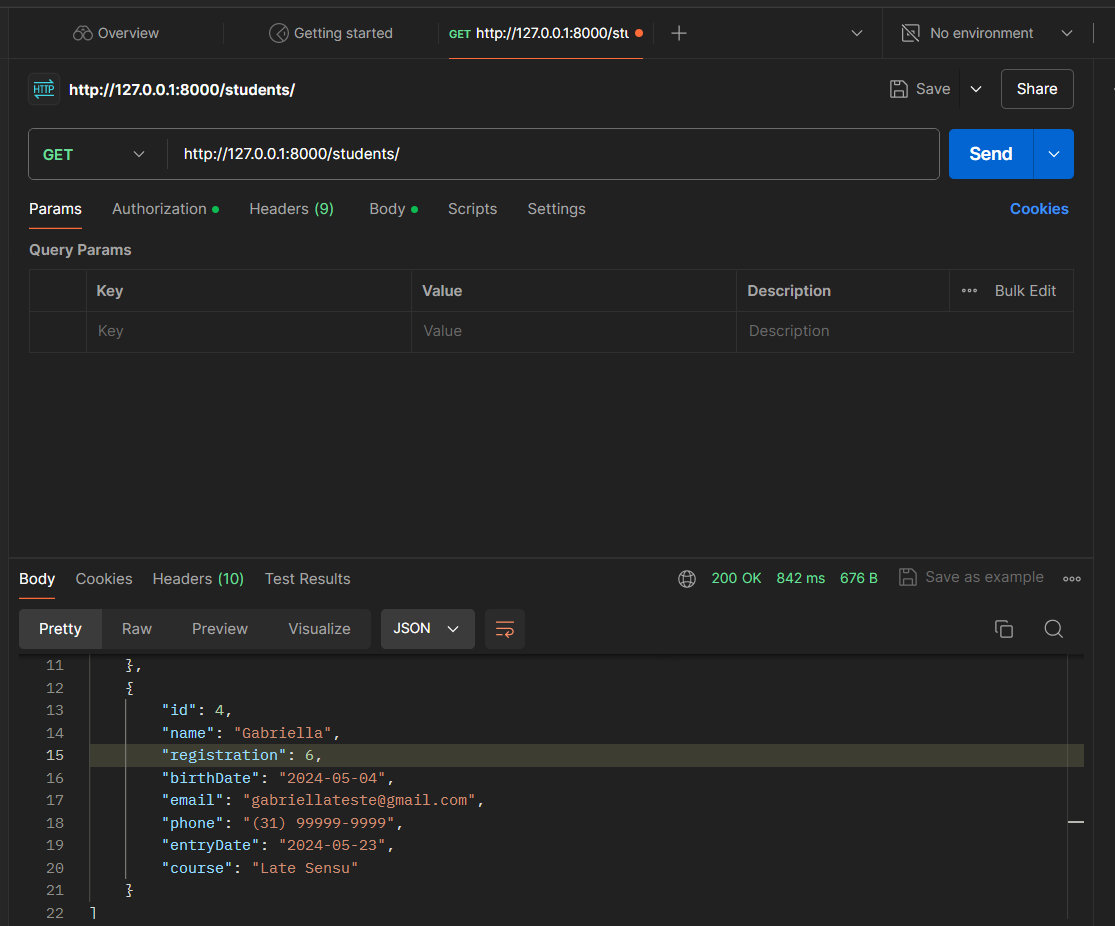 Overview
Getting started
GET http://127.0.0.1:8000/stu
No environment
HTTP
http://127.0.0.1:8000/students/
Save
Share
GET
http://127.0.0.1:8000/students/
Send
Params
Authorization
Headers (9)
Body
Scripts
Settings
Cookies
Query Params
Key
Value
Description
Bulk Edit
Key
Value
Description
Body
Cookies
Headers (10)
Test Results
200 OK
842 ms
676 B
Save as example
Pretty
Raw
Preview
Visualize
JSON
11 },
12 {
13 "id": 4,
14 "name": "Gabriella",
15 "registration": 6,
16 "birthDate": "2024-05-04",
17 "email": "gabriellateste@gmail.com",
18 "phone": "(31) 99999-9999",
19 "entryDate": "2024-05-23",
20 "course": "Late Sensu"
21 }
22 ]